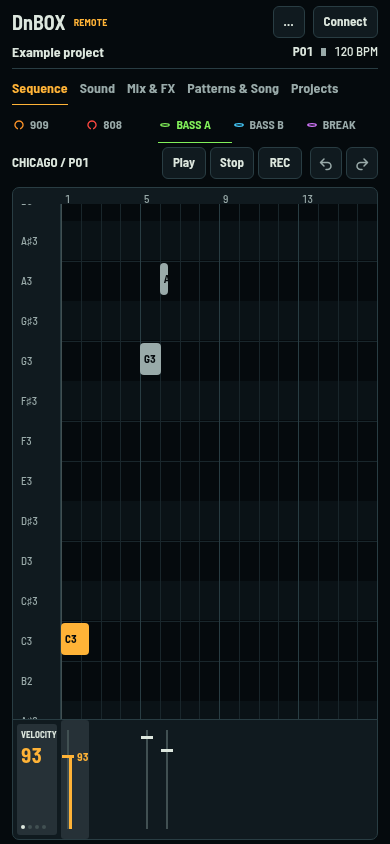 DnBOX REMOTE ... Connect
Example project P01 120 BPM
Sequence Sound Mix & FX Patterns & Song Projects
909 808 BASS A BASS B BREAK
CHICAGO / P01 Play Stop REC
1 5 9 13
A♯3
A3
G♯3
G3 G3
F♯3
F3
E3
D♯3
D3
C♯3
C3 C3
B2
VELOCITY
93 93